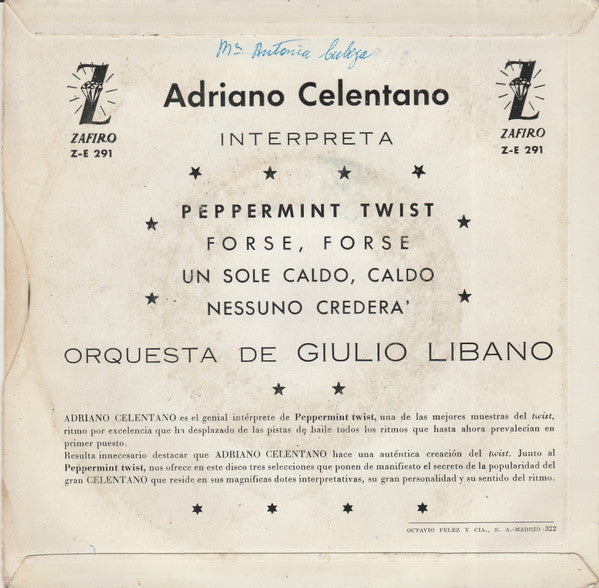 Mª Antonia
Adriano Celentano
ZAFIRO
Z-E 291
ZAFIRO
Z-E 291
INTERPRETA
PEPPERMINT TWIST
FORSE, FORSE
UN SOLE CALDO, CALDO
NESSUNO CREDERA'
ORQUESTA DE GIULIO LIBANO
ADRIANO CELENTANO es el genial intérprete de Peppermint twist, una de las mejores muestras del twist,
ritmo por excelencia que ha desplazado de las pistas de baile todos los ritmos que hasta ahora prevalecían en
primer puesto.
Resulta innecesario destacar que ADRIANO CELENTANO hace una auténtica creación del twist. Junto al
Peppermint twist, nos ofrece en este disco tres selecciones que ponen de manifiesto el secreto de la popularidad del
gran CELENTANO que reside en sus magníficas dotes interpretativas, su gran personalidad y su sentido del ritmo.
OCTAVIO FELEZ Y CIA., S. A.-MADRID -322